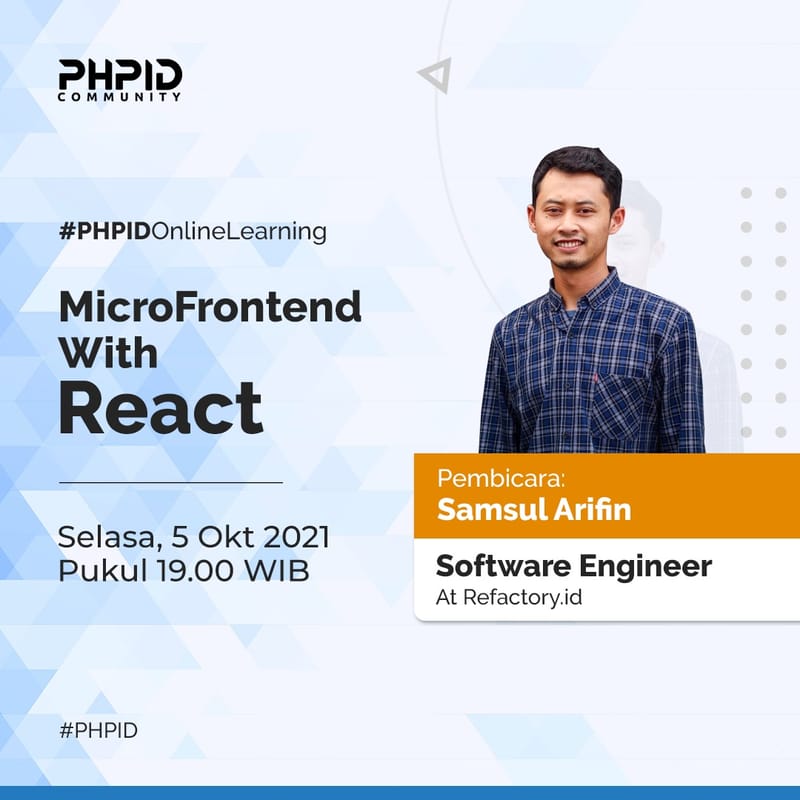 PHPID
COMMUNITY
#PHPIDOnlineLearning
MicroFrontend
With
React
Selasa, 5 Okt 2021
Pukul 19.00 WIB
Pembicara:
Samsul Arifin
Software Engineer
At Refactory.id
#PHPID